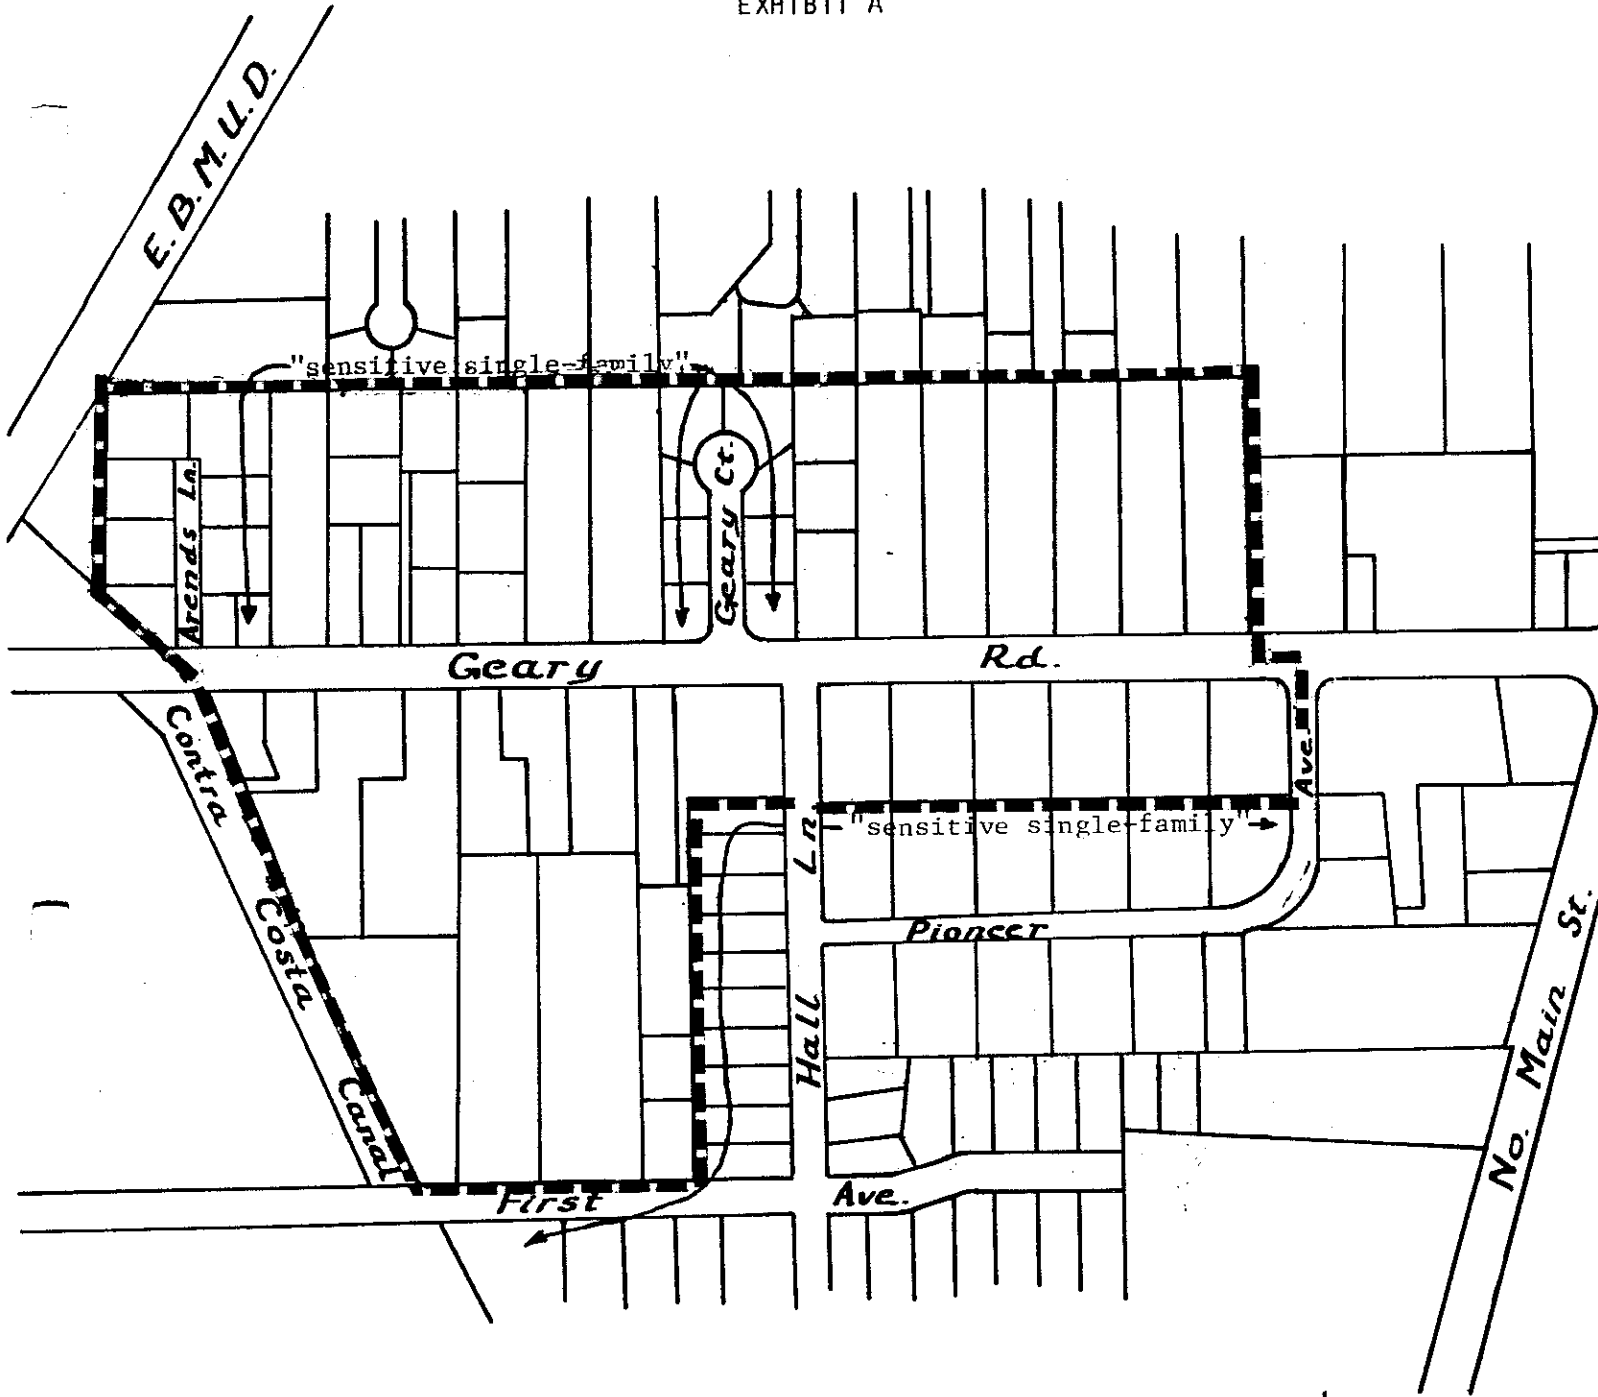 EXHIBIT A
E. B. M. U. D.
"sensitive single-family"
Arends Ln.
Geary Ct.
Geary Rd.
Contra Costa Canal
Ave
"sensitive single-family"
Hall Ln
Pioneer
First Ave.
No. Main St.